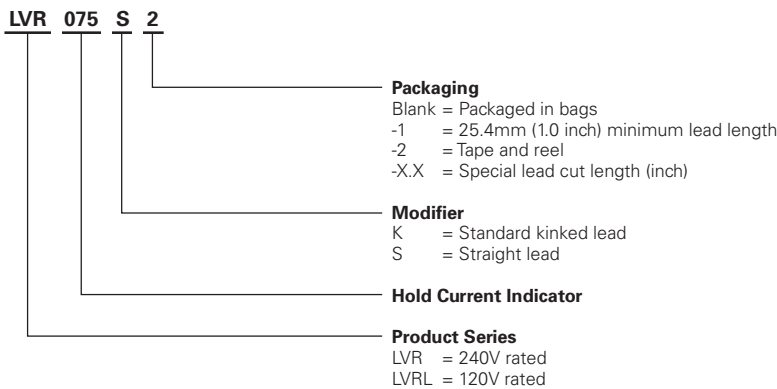 LVR 075 S 2
Packaging
Blank = Packaged in bags
-1 = 25.4mm (1.0 inch) minimum lead length
-2 = Tape and reel
-X.X = Special lead cut length (inch)
Modifier
K = Standard kinked lead
S = Straight lead
Hold Current Indicator
Product Series
LVR = 240V rated
LVRL = 120V rated